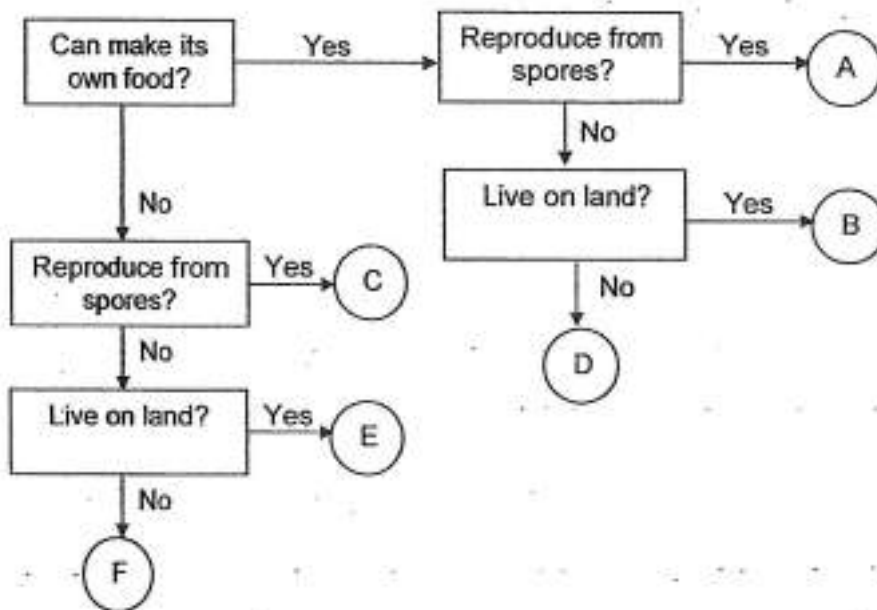 Can make its
own food?
Yes
Reproduce from
spores?
Yes
A
No
No
Live on land?
Yes
B
Reproduce from
spores?
Yes
C
No
D
No
Live on land?
Yes
E
No
F